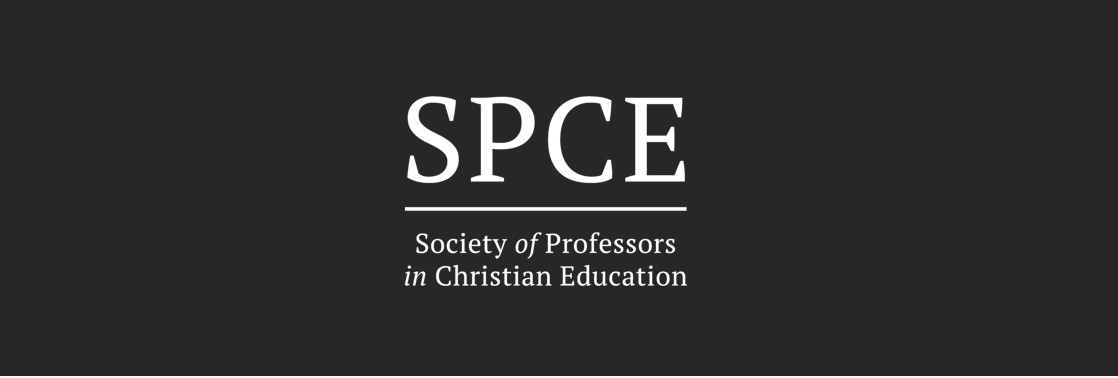 SPCE
Society of Professors
in Christian Education